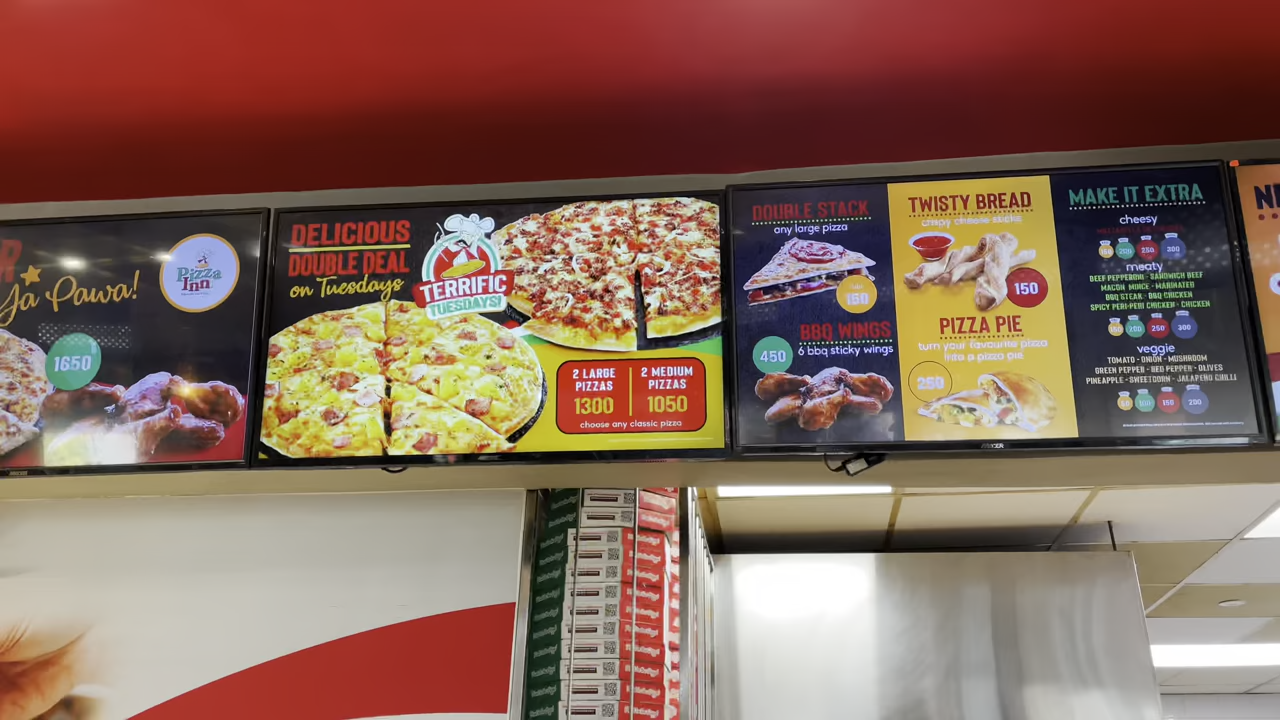 Ya Pawa!
Pizza
Inn
1650
DELICIOUS
DOUBLE DEAL
on Tuesdays
TERRIFIC
TUESDAYS!
2 LARGE
PIZZAS
1300
2 MEDIUM
PIZZAS
1050
choose any classic pizza
DOUBLE STACK
any large pizza
BBQ WINGS
450
6 bbq sticky wings
TWISTY BREAD
crispy cheese sticks
150
PIZZA PIE
turn your favourite pizza
into a pizza pie
250
MAKE IT EXTRA
cheesy
200
250
300
meaty
BEEF PEPPERONI - SANDWICH BEEF
MACON MINCE - MARINATED
BBQ STEAK - BBQ CHICKEN
SPICY PERI-PERI CHICKEN - CHICKEN
200
250
300
veggie
TOMATO - ONION - MUSHROOM
GREEN PEPPER - RED PEPPER - OLIVES
PINEAPPLE - SWEETCORN - JALAPENO CHILLI
100
150
200